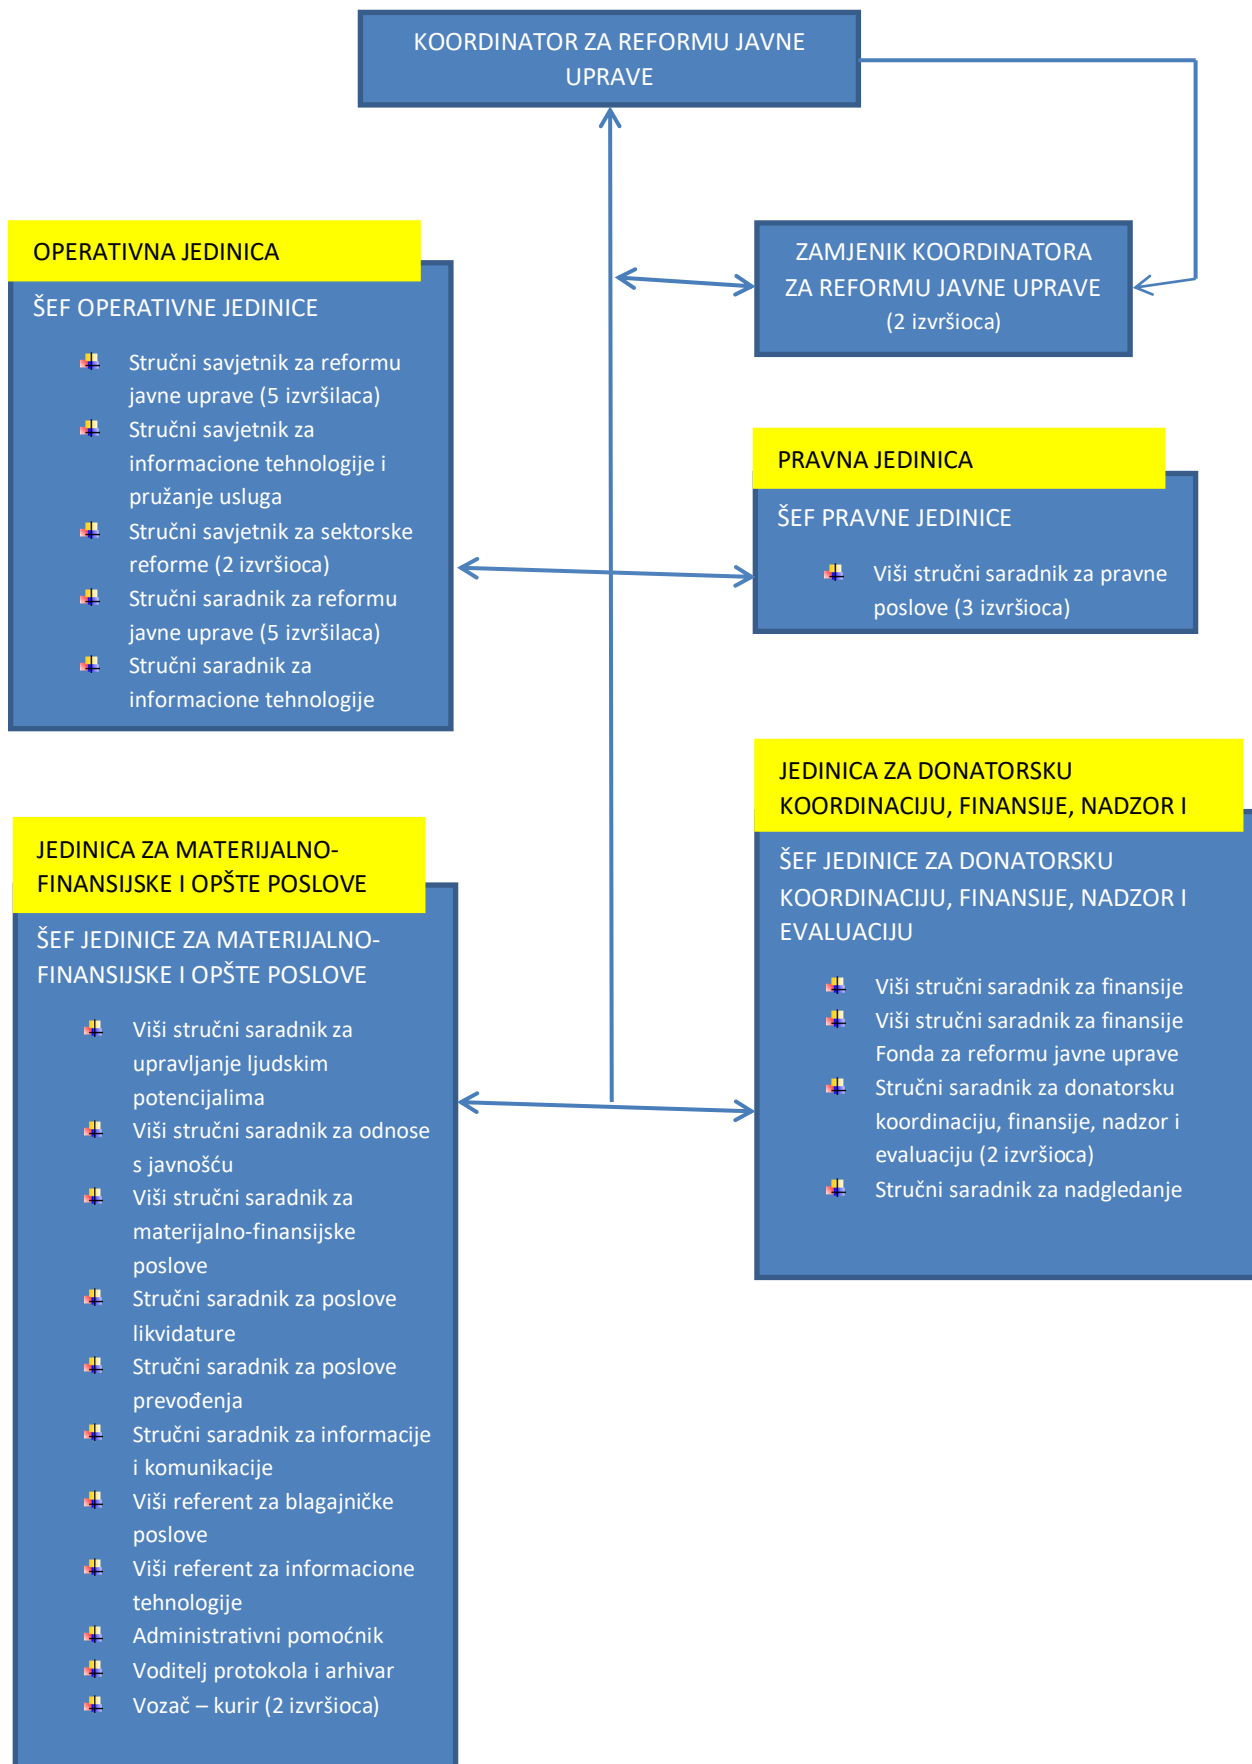 KOORDINATOR ZA REFORMU JAVNE
UPRAVE
ZAMJENIK KOORDINATORA
ZA REFORMU JAVNE UPRAVE
(2 izvršioca)
OPERATIVNA JEDINICA
ŠEF OPERATIVNE JEDINICE
Stručni savjetnik za reformu
javne uprave (5 izvršilaca)
Stručni savjetnik za
informacione tehnologije i
pružanje usluga
Stručni savjetnik za sektorske
reforme (2 izvršioca)
Stručni saradnik za reformu
javne uprave (5 izvršilaca)
Stručni saradnik za
informacione tehnologije
PRAVNA JEDINICA
ŠEF PRAVNE JEDINICE
Viši stručni saradnik za pravne
poslove (3 izvršioca)
JEDINICA ZA DONATORSKU
KOORDINACIJU, FINANSIJE, NADZOR I
ŠEF JEDINICE ZA DONATORSKU
KOORDINACIJU, FINANSIJE, NADZOR I
EVALUACIJU
Viši stručni saradnik za finansije
Viši stručni saradnik za finansije
Fonda za reformu javne uprave
Stručni saradnik za donatorsku
koordinaciju, finansije, nadzor i
evaluaciju (2 izvršioca)
Stručni saradnik za nadgledanje
JEDINICA ZA MATERIJALNO-
FINANSIJSKE I OPŠTE POSLOVE
ŠEF JEDINICE ZA MATERIJALNO-
FINANSIJSKE I OPŠTE POSLOVE
Viši stručni saradnik za
upravljanje ljudskim
potencijalima
Viši stručni saradnik za odnose
s javnošću
Viši stručni saradnik za
materijalno-finansijske
poslove
Stručni saradnik za poslove
likvidature
Stručni saradnik za poslove
prevođenja
Stručni saradnik za informacije
i komunikacije
Viši referent za blagajničke
poslove
Viši referent za informacione
tehnologije
Administrativni pomoćnik
Voditelj protokola i arhivar
Vozač – kurir (2 izvršioca)